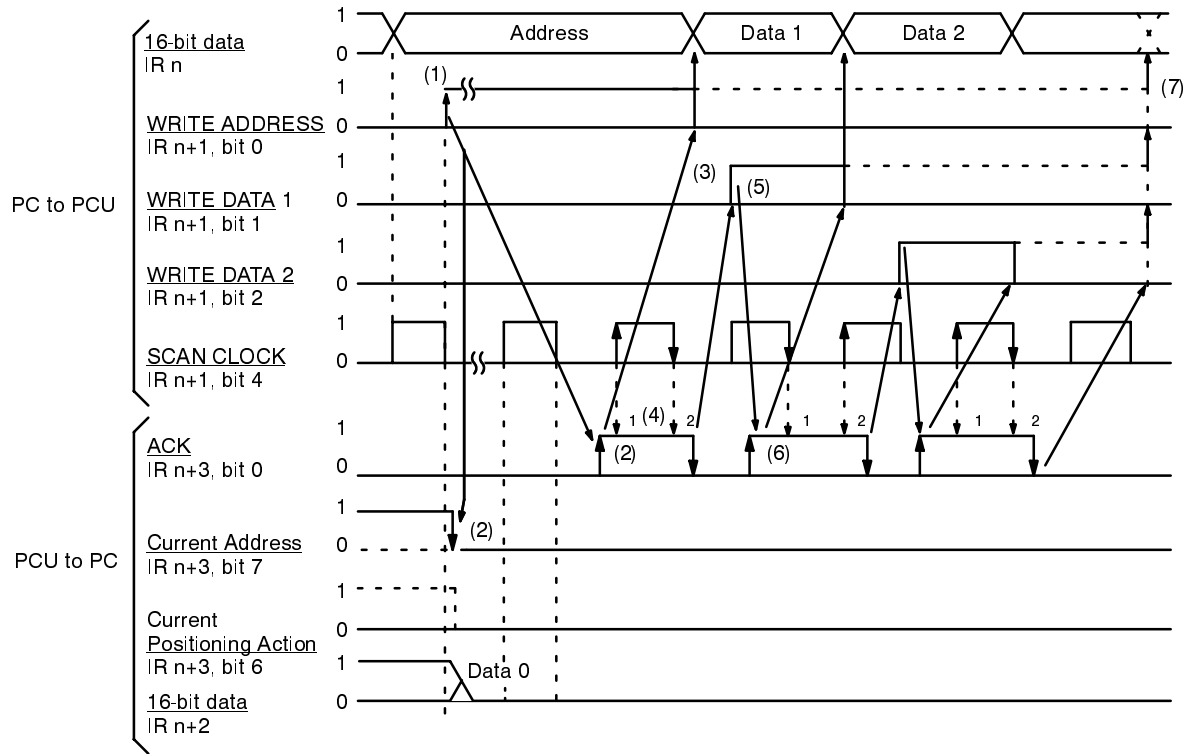 1
16-bit data
0
IR n
Address
Data 1
Data 2
(1)
1
(7)
WRITE ADDRESS
0
IR n+1, bit 0
1
(3)
(5)
PC to PCU
WRITE DATA 1
0
IR n+1, bit 1
1
WRITE DATA 2
0
IR n+1, bit 2
1
SCAN CLOCK
0
IR n+1, bit 4
1
1 (4) 2
1 2
1 2
ACK
0
(2)
(6)
IR n+3, bit 0
1
(2)
Current Address
0
IR n+3, bit 7
PCU to PC
1
Current
0
Positioning Action
IR n+3, bit 6
1
Data 0
16-bit data
0
IR n+2